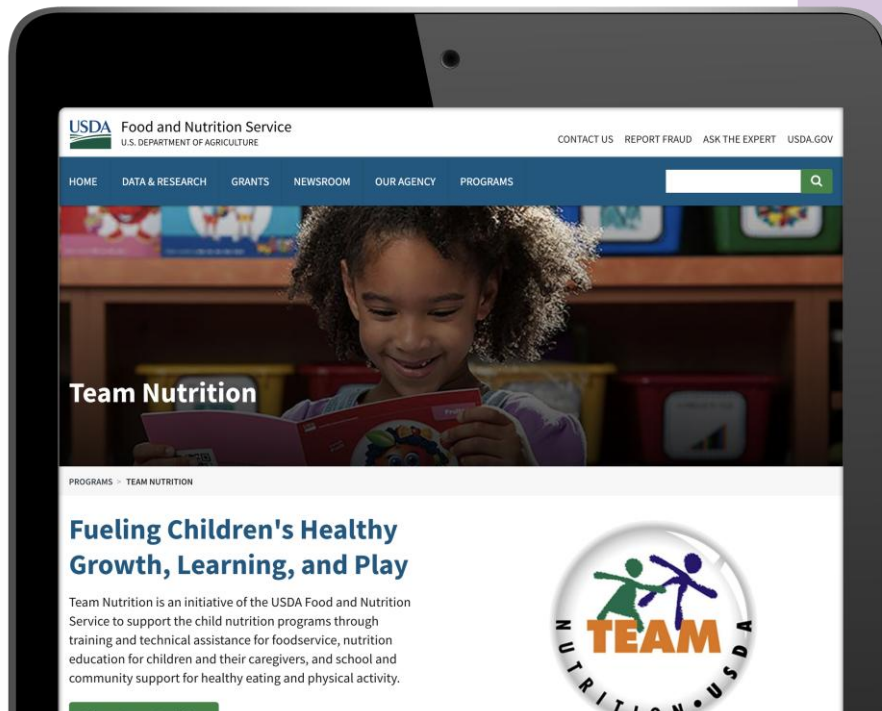 USDA Food and Nutrition Service
U.S. DEPARTMENT OF AGRICULTURE
CONTACT US REPORT FRAUD ASK THE EXPERT USDA.GOV
HOME DATA & RESEARCH GRANTS NEWSROOM OUR AGENCY PROGRAMS
Team Nutrition
PROGRAMS > TEAM NUTRITION
Fueling Children's Healthy
Growth, Learning, and Play
Team Nutrition is an initiative of the USDA Food and Nutrition
Service to support the child nutrition programs through
training and technical assistance for foodservice, nutrition
education for children and their caregivers, and school and
community support for healthy eating and physical activity.
TEAM
NUTRITION • USDA